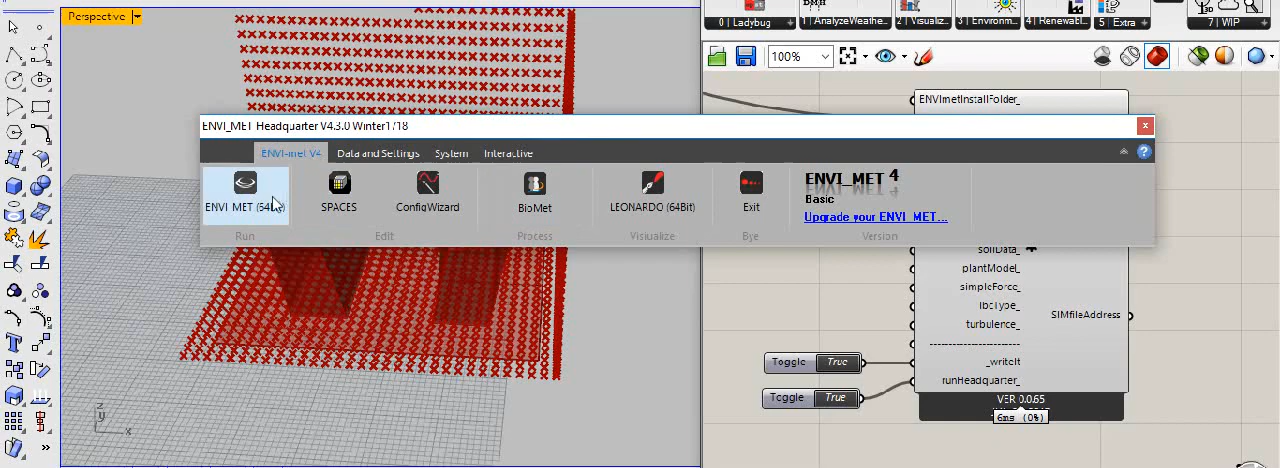 Perspective
0 | Ladybug
1 | AnalyzeWeathe..
2 | Visualiz..
3 | Environm..
4 | Renewabl..
5 | Extra
7 | WIP
100%
ENVImetInstallFolder_
ENVI_MET Headquarter V4.3.0 Winter1718
ENVI-met V4 Data and Settings System Interactive
ENVI_MET (64Bit) SPACES ConfigWizard BioMet LEONARDO (64Bit) Exit
Run Edit Process Visualize Bye Version
ENVI_MET 4
Basic
Upgrade your ENVI_MET...
soilData_
plantModel_
simpleForce_
lbcType_
turbulence_
SIMfileAddress
--------------------
Toggle True
_writeIt
Toggle True
runHeadquarter_
VER 0.0.65
6ms (0%)
z
y
x